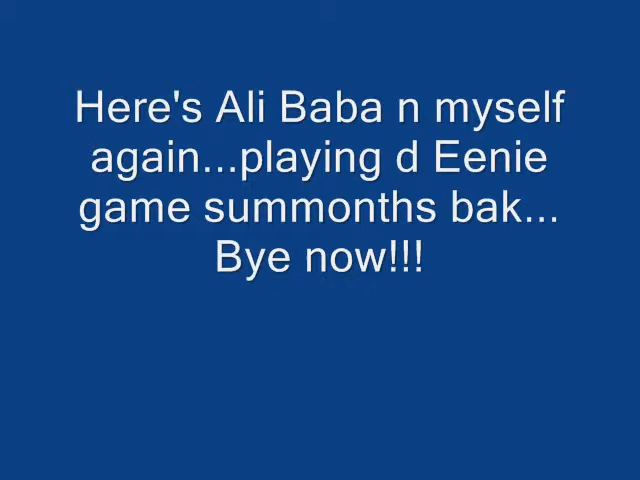 Here's Ali Baba n myself
again...playing d Eenie
game summonths bak...
Bye now!!!